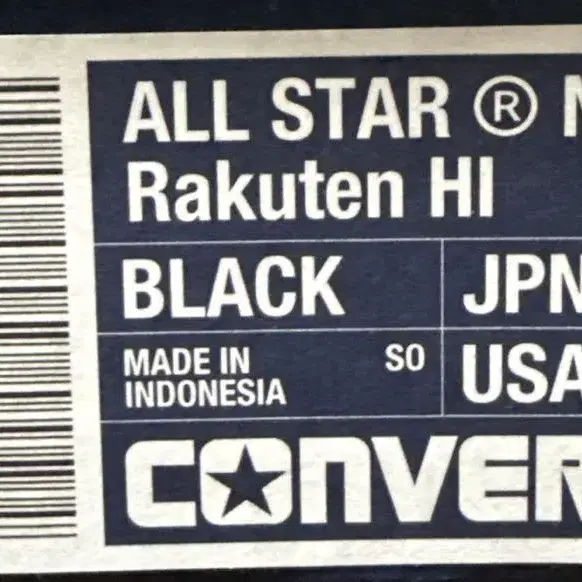 ALL STAR ® N
Rakuten HI
BLACK
JPN
MADE IN
INDONESIA
SO
USA
CONVER